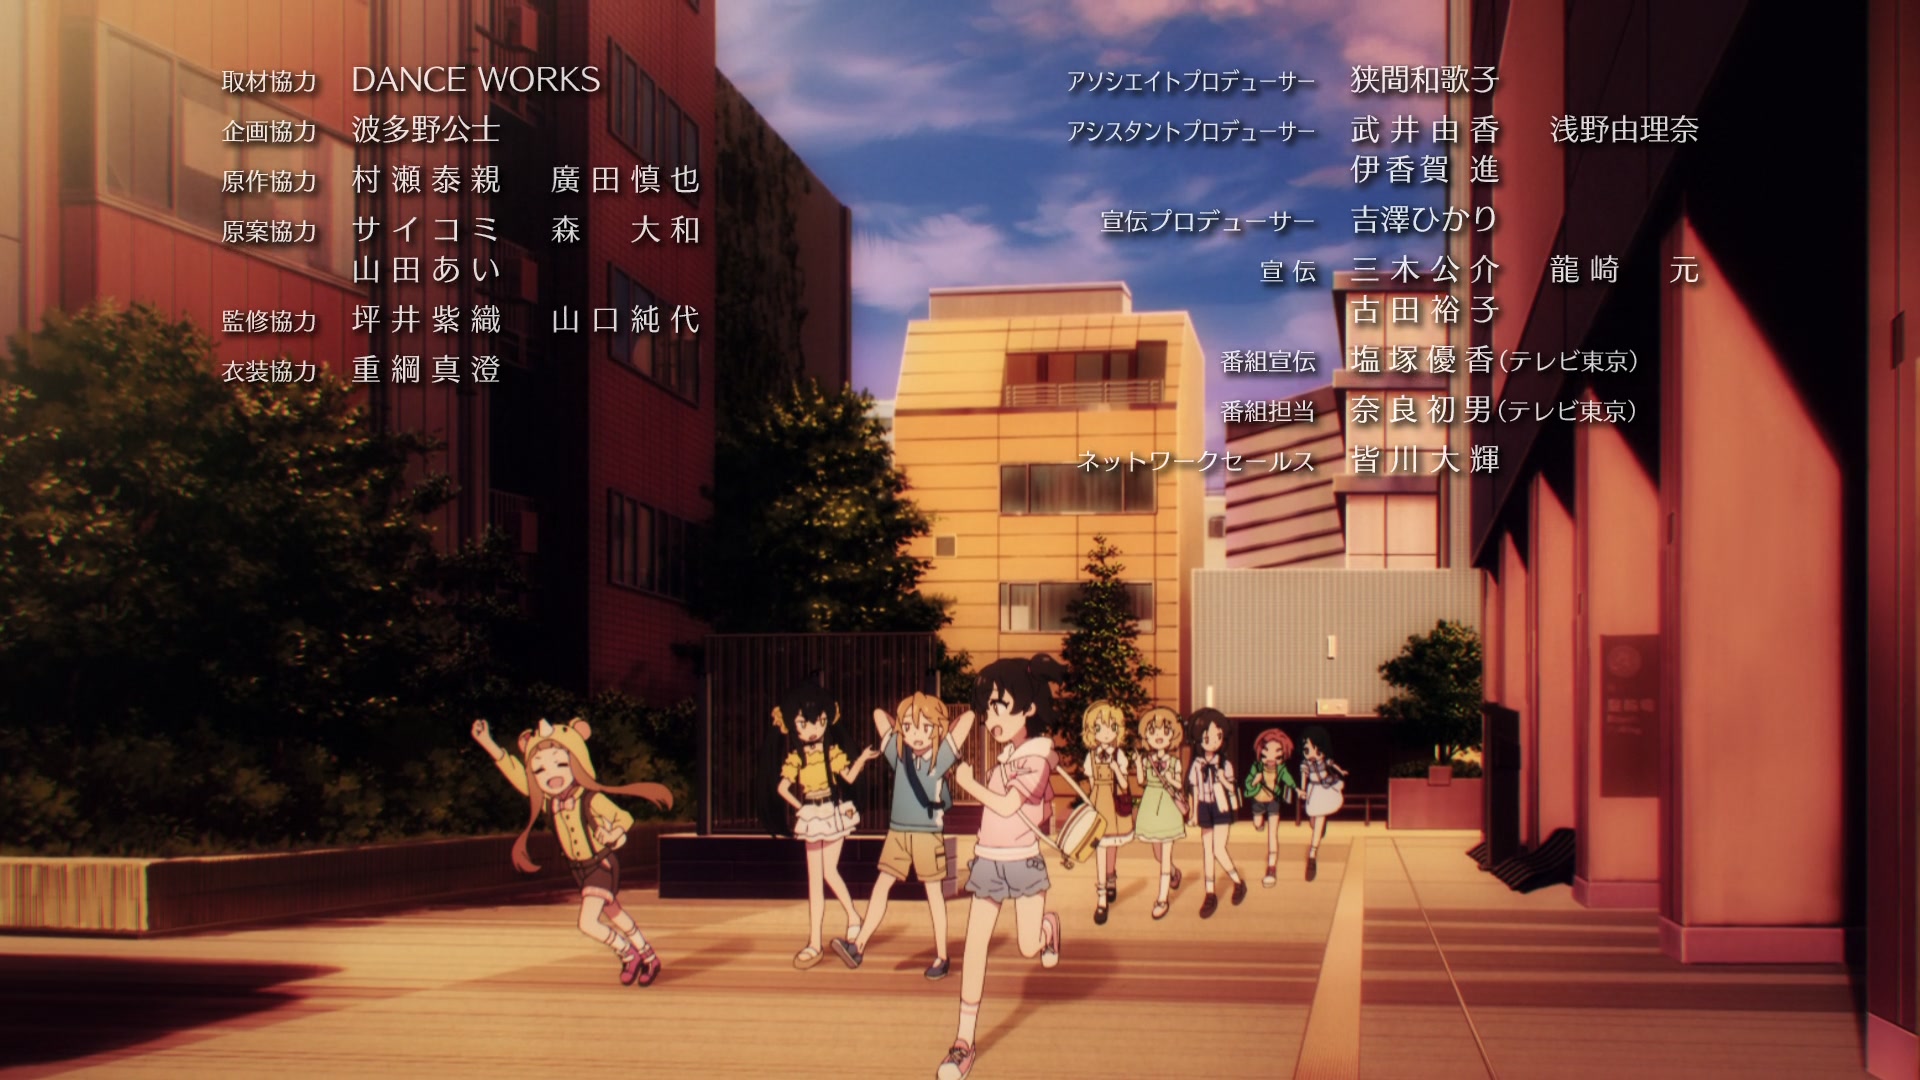 取材協力 DANCE WORKS
企画協力 波多野公士
原作協力 村瀬泰親 廣田慎也
原案協力 サイコミ 森 大和
山田あい
監修協力 坪井紫織 山口純代
衣装協力 重綱真澄
アソシエイトプロデューサー 狭間和歌子
アシスタントプロデューサー 武井由香 浅野由理奈
伊香賀 進
宣伝プロデューサー 吉澤ひかり
宣伝 三木公介 龍崎 元
古田裕子
番組宣伝 塩塚優香(テレビ東京)
番組担当 奈良初男(テレビ東京)
ネットワークセールス 皆川大輝